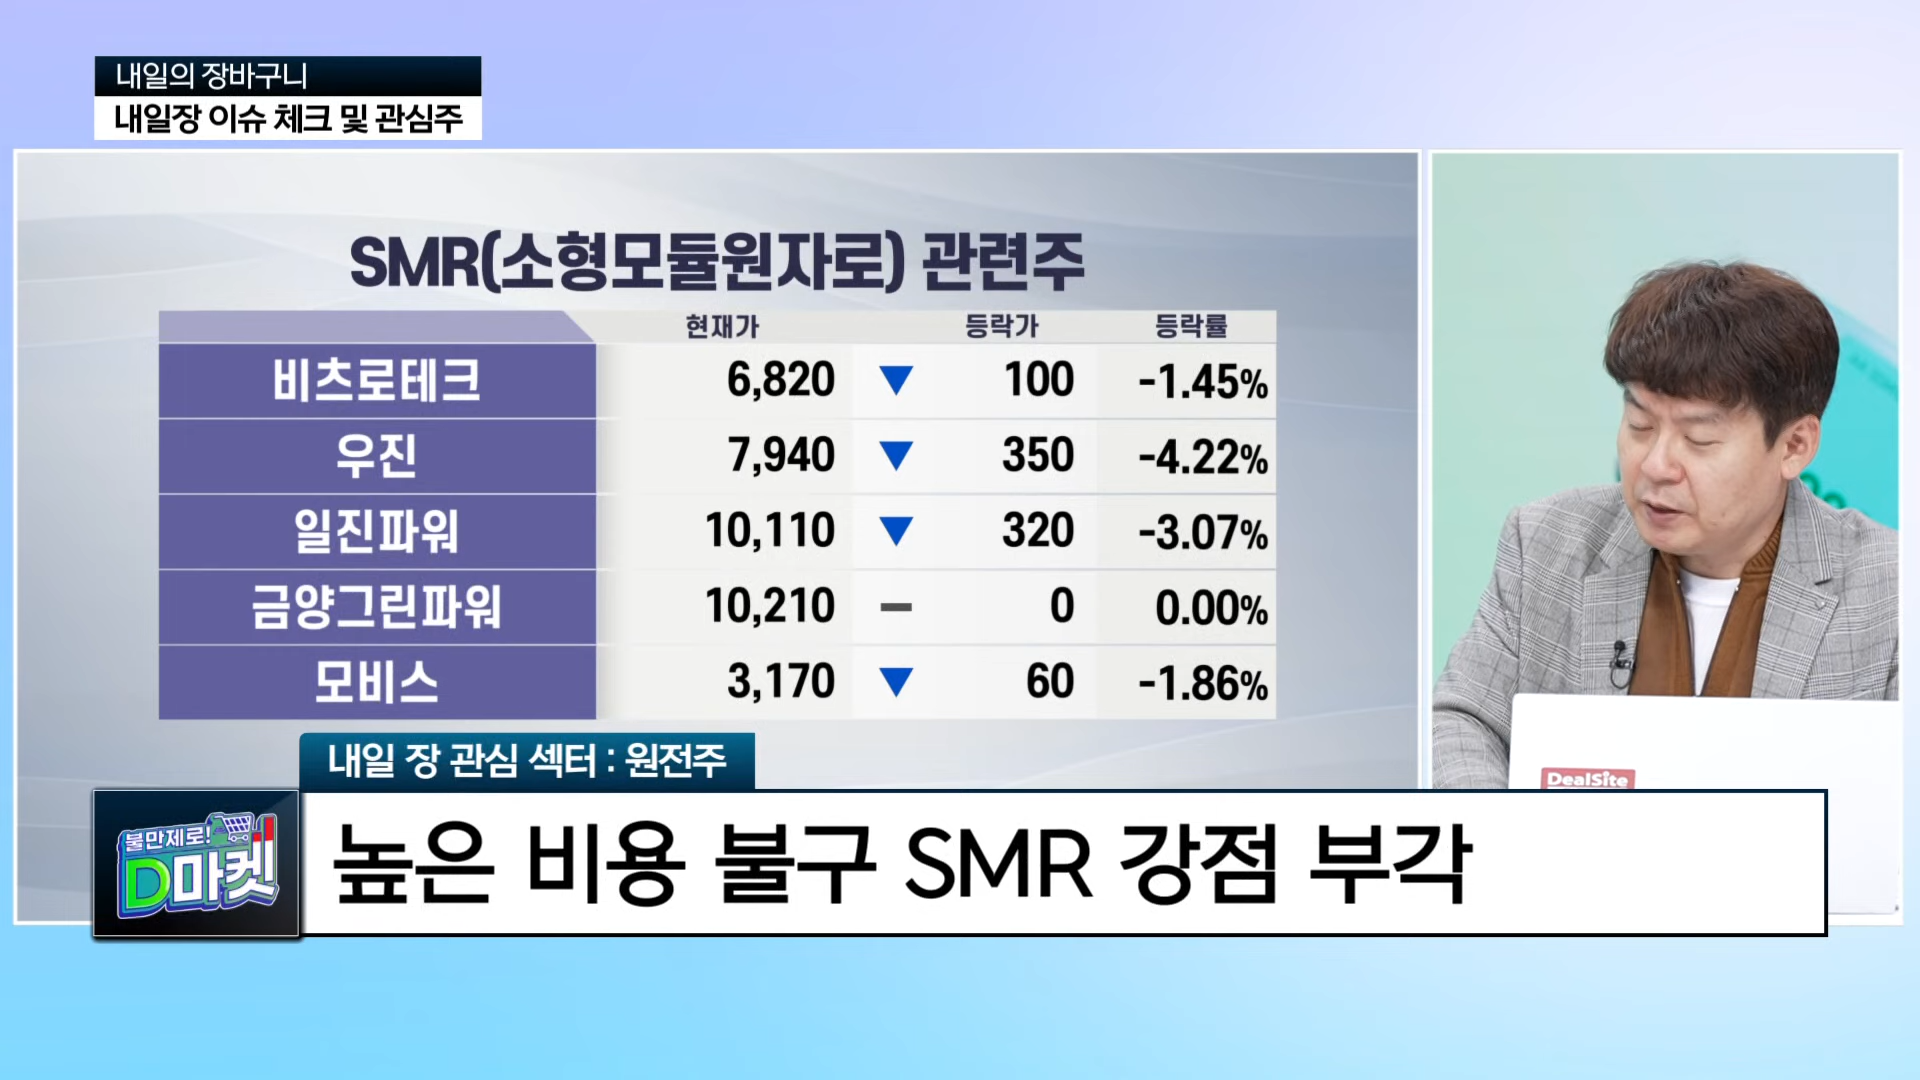 내일의 장바구니
내일장 이슈 체크 및 관심주
SMR(소형모듈원자로) 관련주
현재가 등락가 등락률
비츠로테크 6,820 ▼ 100 -1.45%
우진 7,940 ▼ 350 -4.22%
일진파워 10,110 ▼ 320 -3.07%
금양그린파워 10,210 - 0 0.00%
모비스 3,170 ▼ 60 -1.86%
DealSite
내일 장 관심 섹터 : 원전주
불만제로!
D마켓
높은 비용 불구 SMR 강점 부각